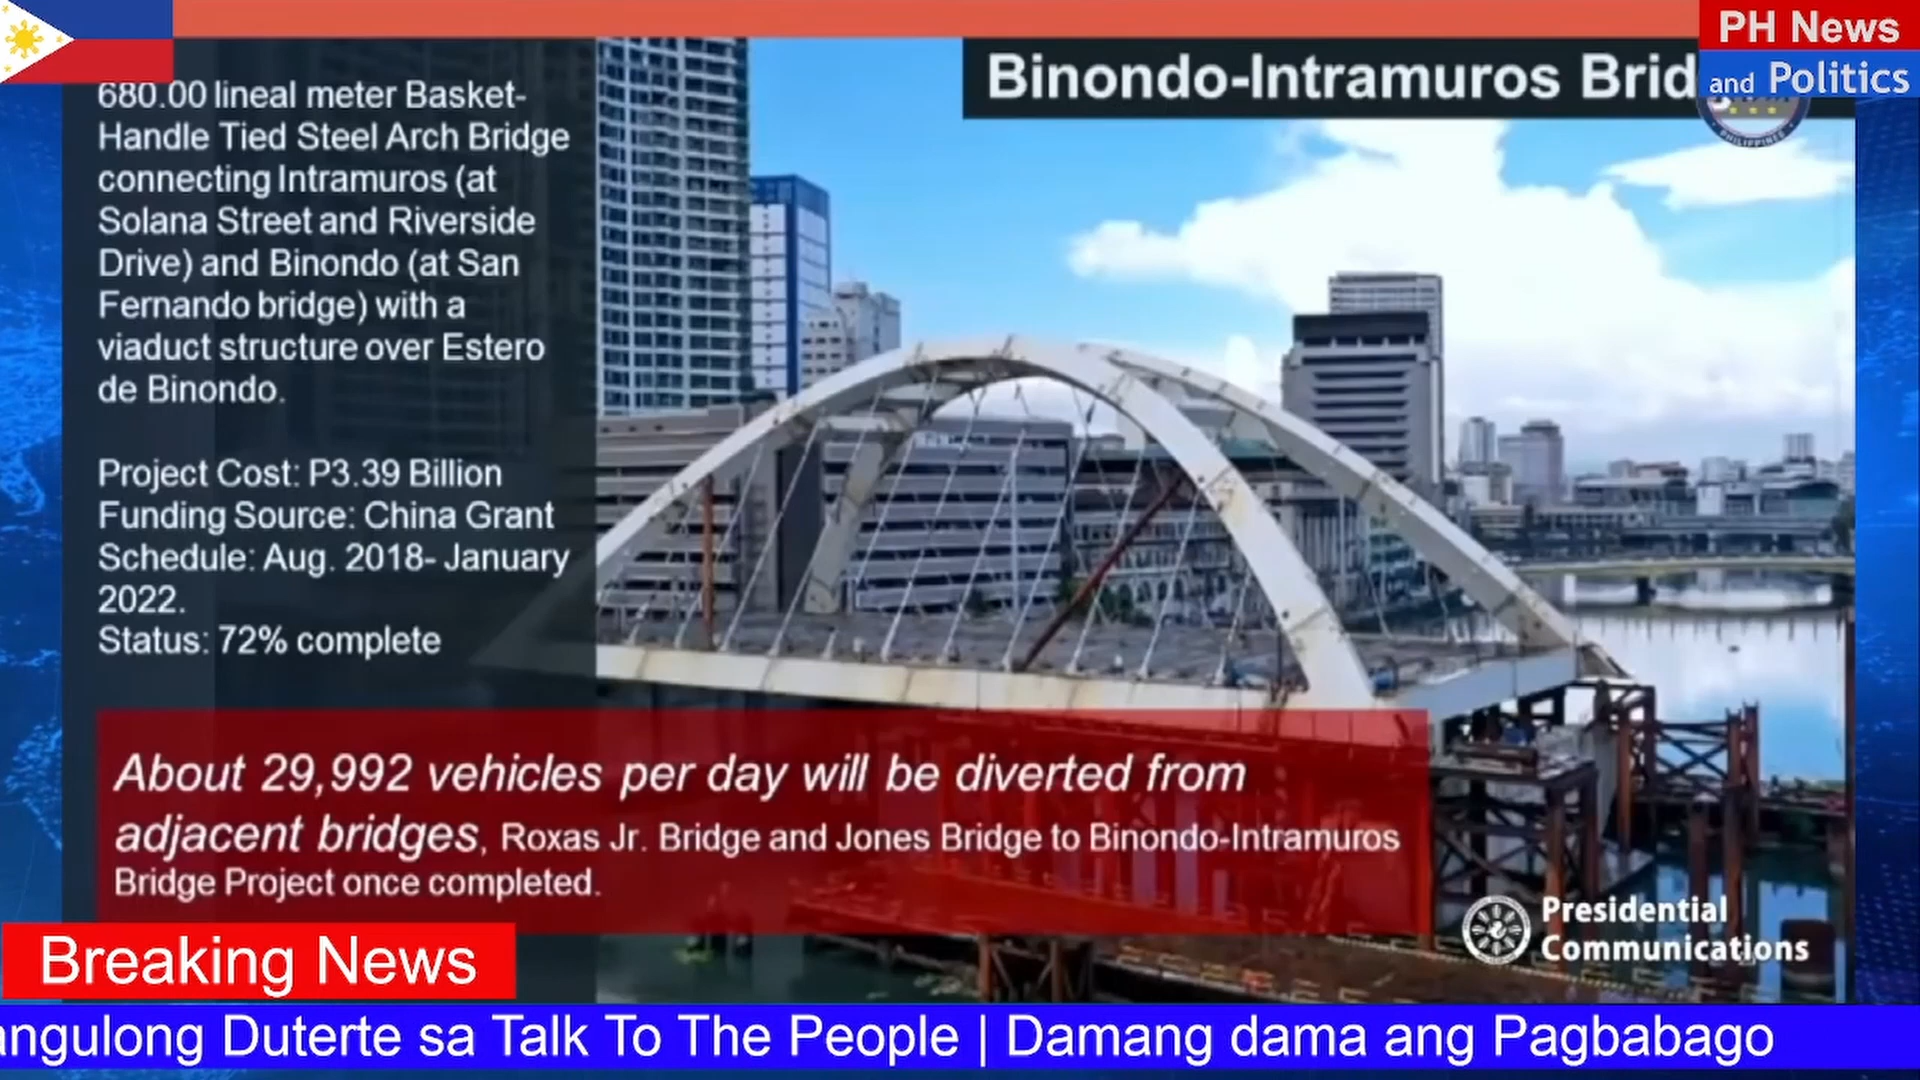 PH News
and Politics
Binondo-Intramuros Brid
PHILIPPINES
680.00 lineal meter Basket-
Handle Tied Steel Arch Bridge
connecting Intramuros (at
Solana Street and Riverside
Drive) and Binondo (at San
Fernando bridge) with a
viaduct structure over Estero
de Binondo.
Project Cost: P3.39 Billion
Funding Source: China Grant
Schedule: Aug. 2018- January
2022.
Status: 72% complete
About 29,992 vehicles per day will be diverted from
adjacent bridges, Roxas Jr. Bridge and Jones Bridge to Binondo-Intramuros
Bridge Project once completed.
Presidential
Communications
Breaking News
angulong Duterte sa Talk To The People | Damang dama ang Pagbabago